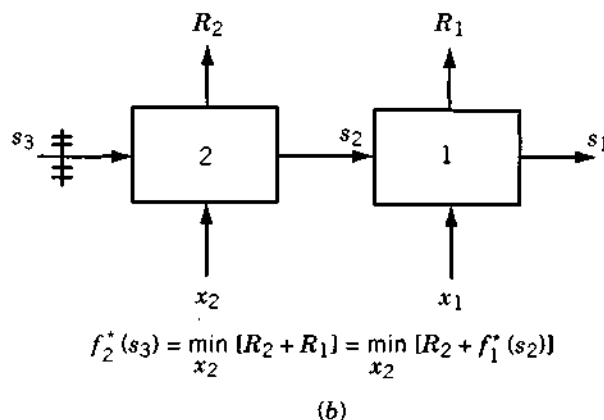 R₂ R₁
s₃ 2 s₂ 1 s₁
x₂ x₁
f₂*(s₃) = min [R₂ + R₁] = min [R₂ + f₁*(s₂)]
x₂ x₂
(b)